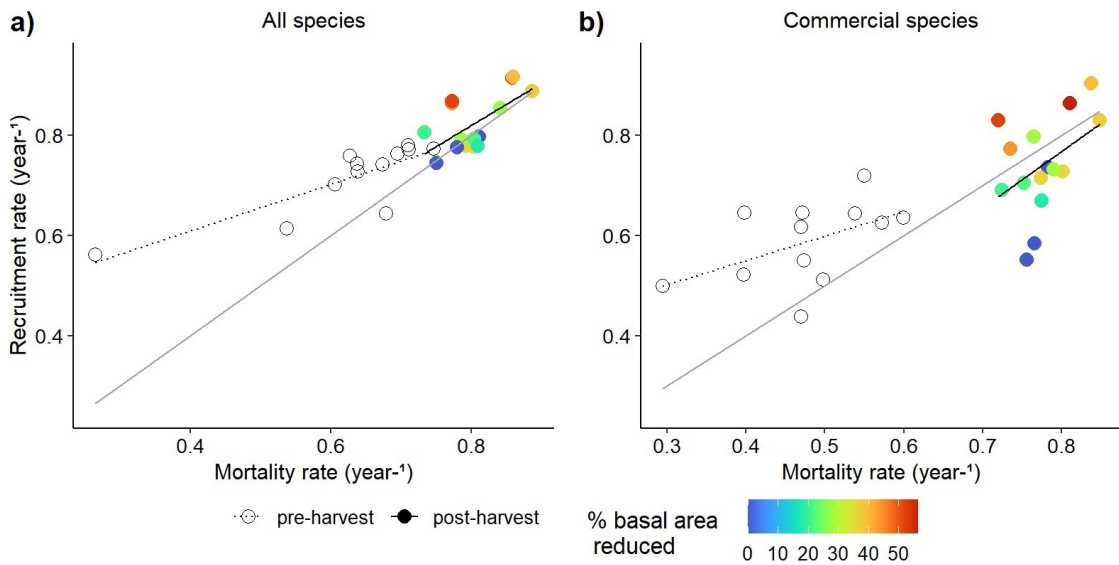 a)
All species
Recruitment rate (year-¹)
0.8
0.6
0.4
0.4
0.6
0.8
Mortality rate (year-¹)
b)
Commercial species
0.8
0.6
0.4
0.3
0.4
0.5
0.6
0.7
0.8
Mortality rate (year-¹)
pre-harvest
post-harvest
% basal area
reduced
0 10 20 30 40 50